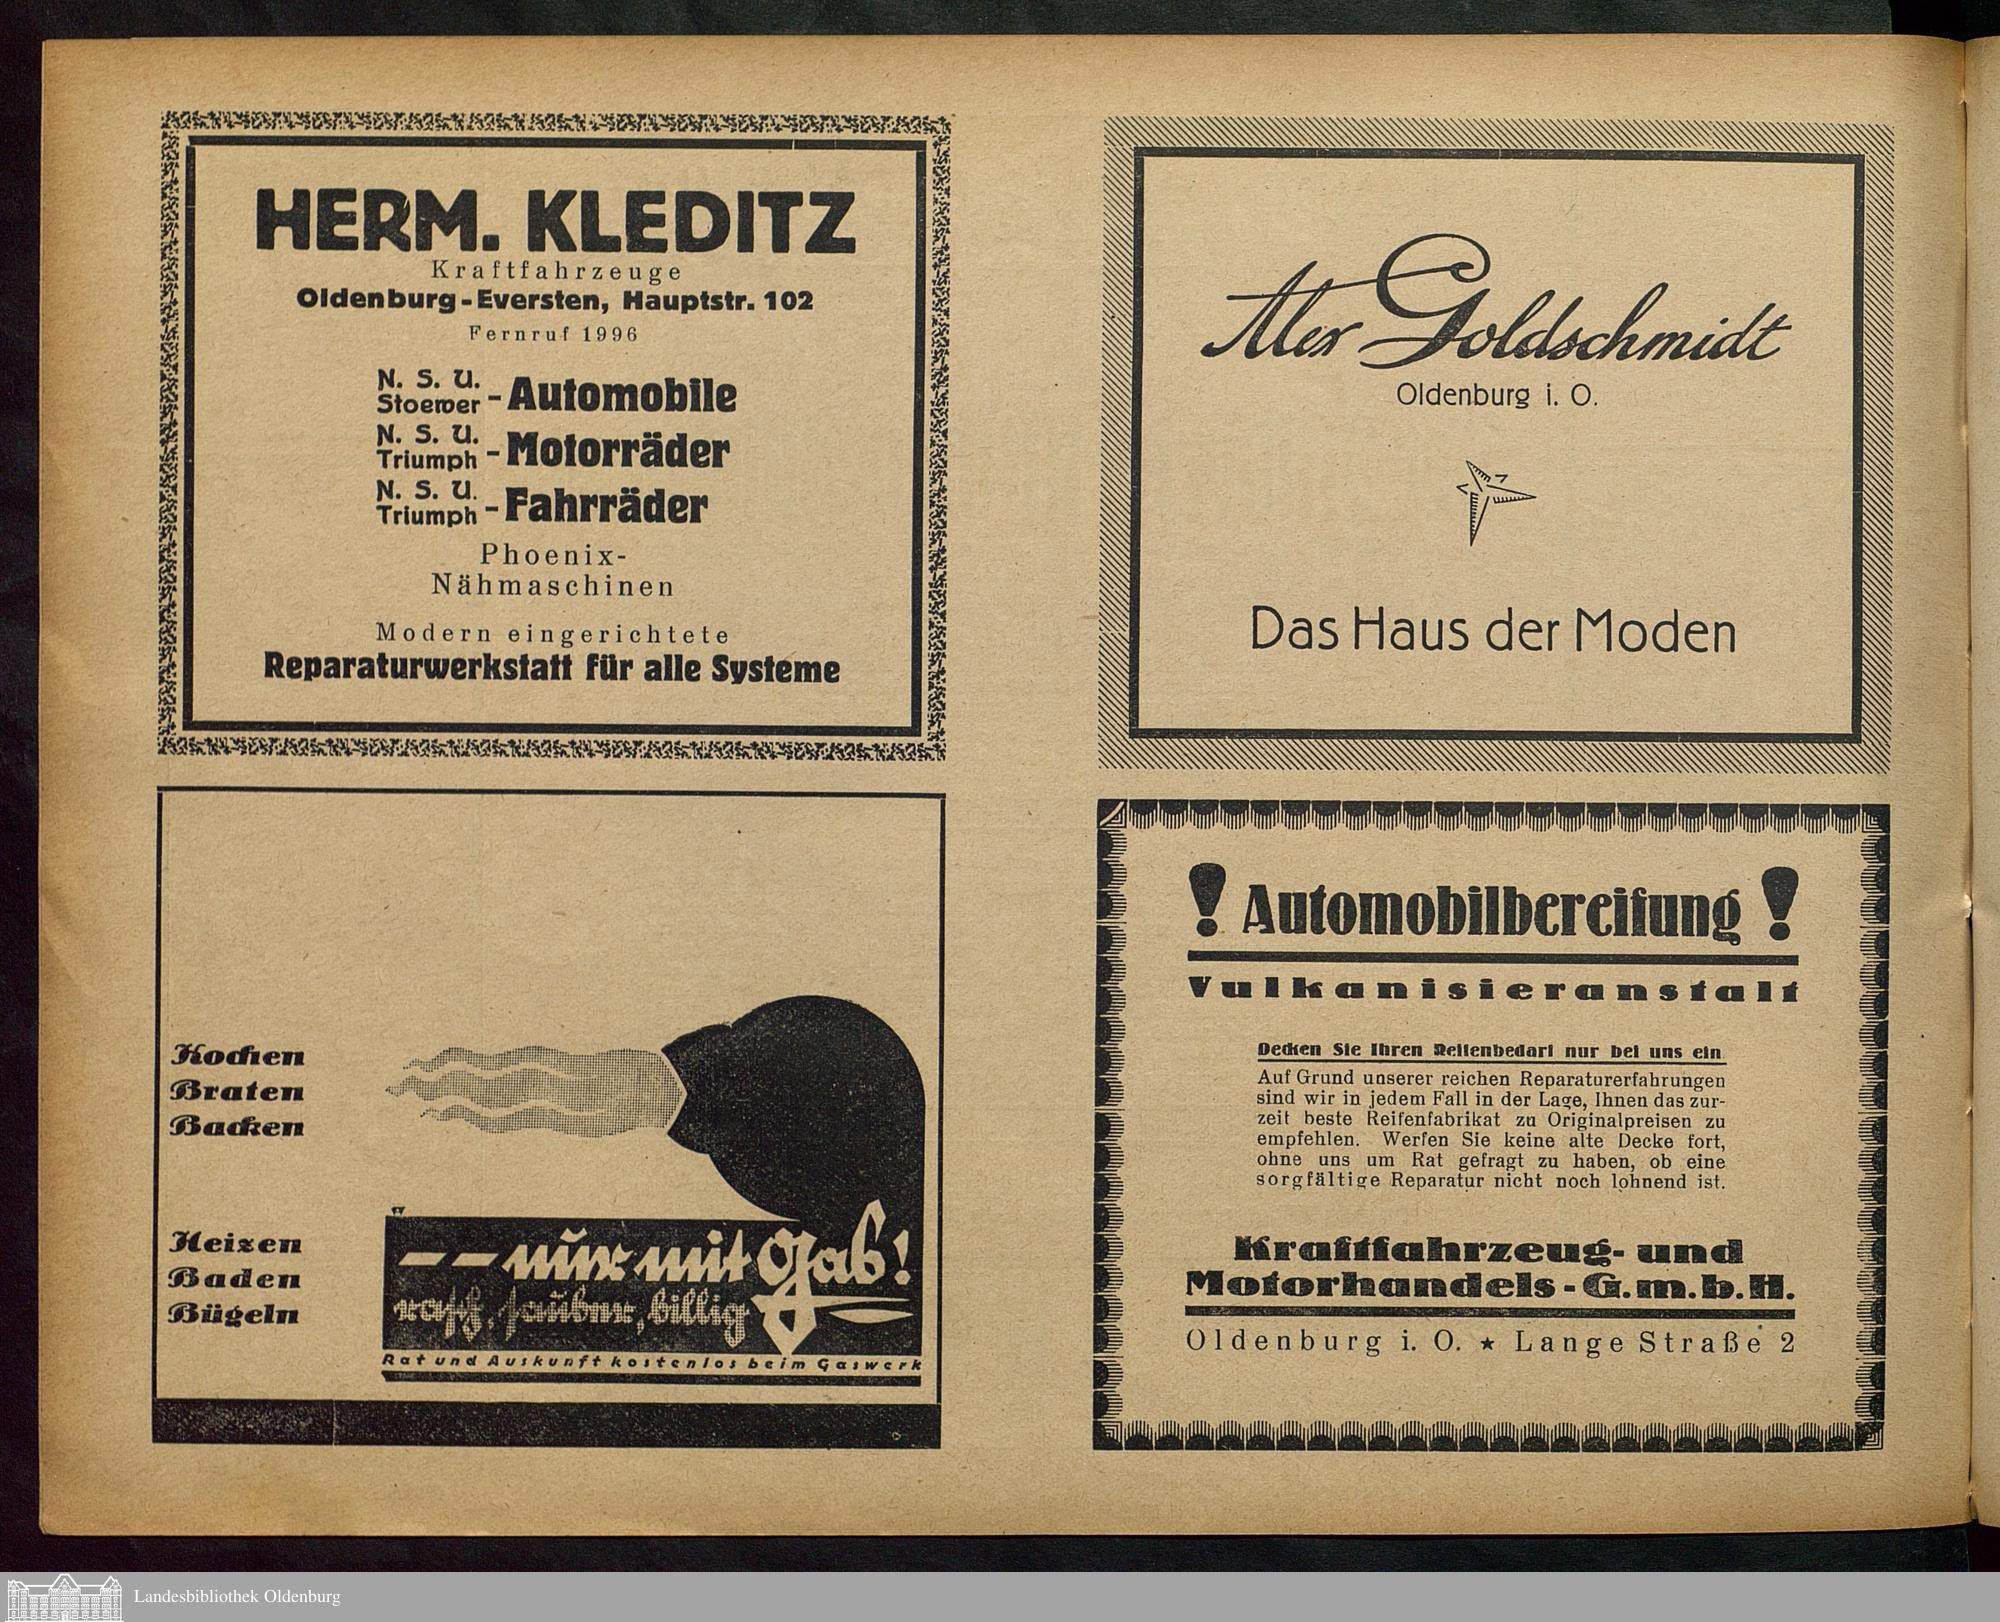 HERM. KLEDITZ
Kraftfahrzeuge
Oldenburg-Eversten, Hauptstr. 102
Fernruf 1996
N. S. U.
Stoewer - Automobile
N. S. U.
Triumph - Motorräder
N. S. U.
Triumph - Fahrräder
Phoenix-
Nähmaschinen
Modern eingerichtete
Reparaturwerkstatt für alle Systeme
Alex Goldschmidt
Oldenburg i. O.
Das Haus der Moden
Kochen
Braten
Backen
Heizen
Baden
Bügeln
-- nur mit Gas!
rasch, sauber, billig
Rat und Auskunft kostenlos beim Gaswerk
! Automobilbereifung !
Vulkanisieranstalt
Decken Sie Ihren Reifenbedarf nur bei uns ein
Auf Grund unserer reichen Reparaturerfahrungen
sind wir in jedem Fall in der Lage, Ihnen das zur-
zeit beste Reifenfabrikat zu Originalpreisen zu
empfehlen. Werfen Sie keine alte Decke fort,
ohne uns um Rat gefragt zu haben, ob eine
sorgfältige Reparatur nicht noch lohnend ist.
Kraftfahrzeug- und
Motorhandels-G.m.b.H.
Oldenburg i. O. ★ Lange Straße 2
Landesbibliothek Oldenburg